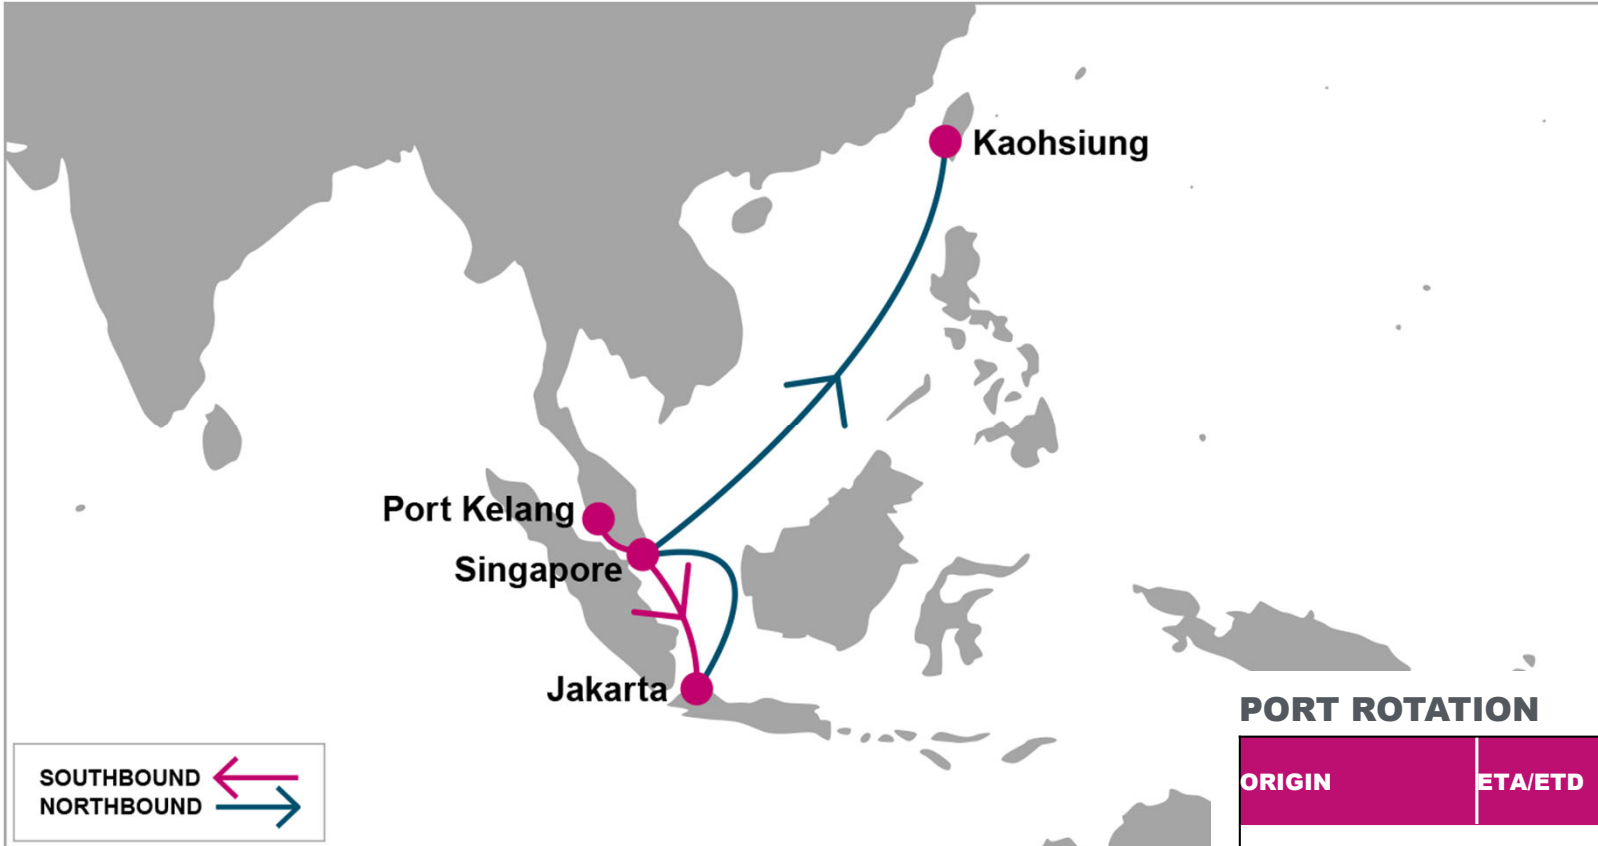 Kaohsiung
Port Kelang
Singapore
Jakarta
PORT ROTATION
ORIGIN ETA/ETD
SOUTHBOUND
NORTHBOUND